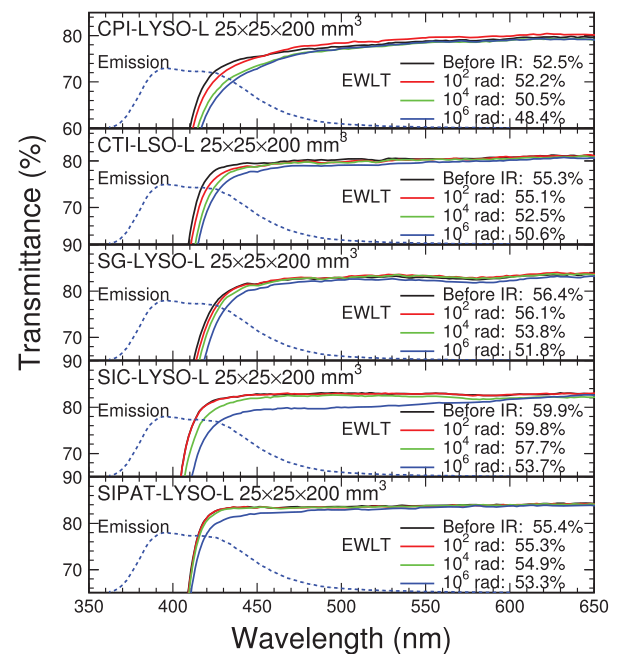 CPI-LYSO-L 25×25×200 mm³
80
Emission
Before IR: 52.5%
EWLT
10² rad: 52.2%
70
10⁴ rad: 50.5%
10⁶ rad: 48.4%
60
CTI-LSO-L 25×25×200 mm³
80
Emission
Before IR: 55.3%
EWLT
10² rad: 55.1%
70
10⁴ rad: 52.5%
10⁶ rad: 50.6%
90
SG-LYSO-L 25×25×200 mm³
80
Emission
Before IR: 56.4%
EWLT
10² rad: 56.1%
70
10⁴ rad: 53.8%
10⁶ rad: 51.8%
90
SIC-LYSO-L 25×25×200 mm³
80
Emission
Before IR: 59.9%
EWLT
10² rad: 59.8%
70
10⁴ rad: 57.7%
10⁶ rad: 53.7%
90
SIPAT-LYSO-L 25×25×200 mm³
80
Emission
Before IR: 55.4%
EWLT
10² rad: 55.3%
70
10⁴ rad: 54.9%
10⁶ rad: 53.3%
350 400 450 500 550 600 650
Wavelength (nm)
Transmittance (%)